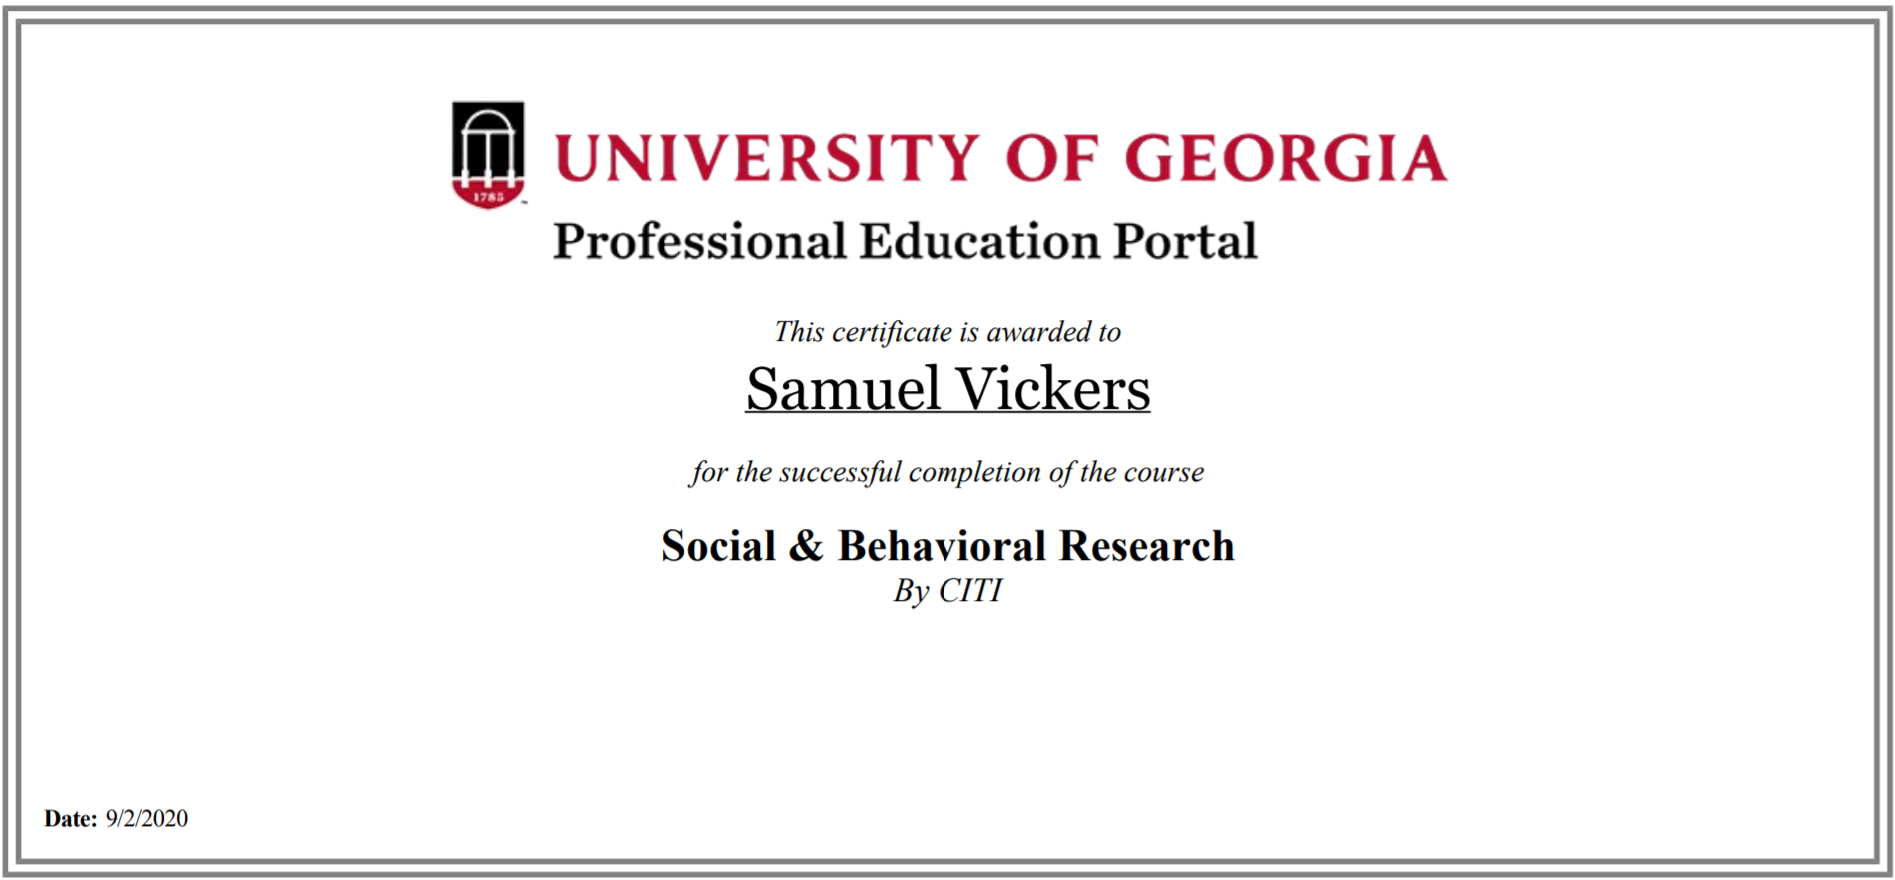 UNIVERSITY OF GEORGIA
1785
Professional Education Portal
This certificate is awarded to
Samuel Vickers
for the successful completion of the course
Social & Behavioral Research
By CITI
Date: 9/2/2020